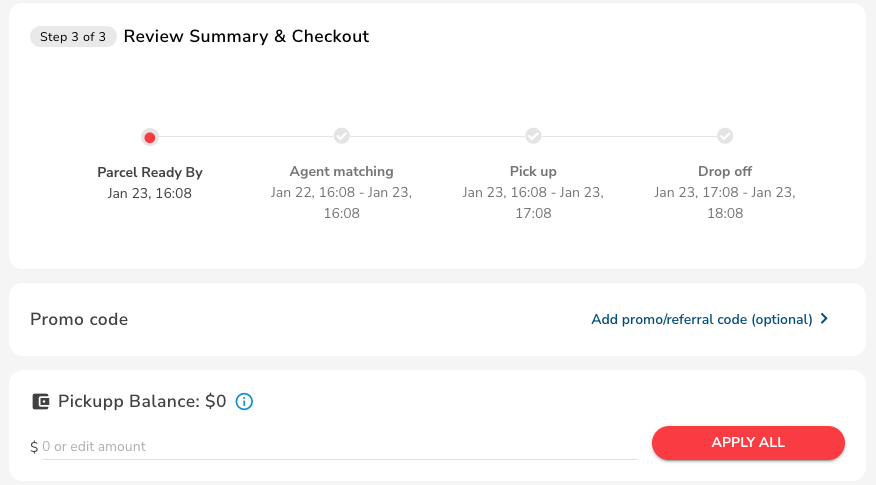 Step 3 of 3 Review Summary & Checkout
Parcel Ready By
Jan 23, 16:08
Agent matching
Jan 22, 16:08 - Jan 23,
16:08
Pick up
Jan 23, 16:08 - Jan 23,
17:08
Drop off
Jan 23, 17:08 - Jan 23,
18:08
Promo code
Add promo/referral code (optional)
Pickupp Balance: $0
$ 0 or edit amount
APPLY ALL